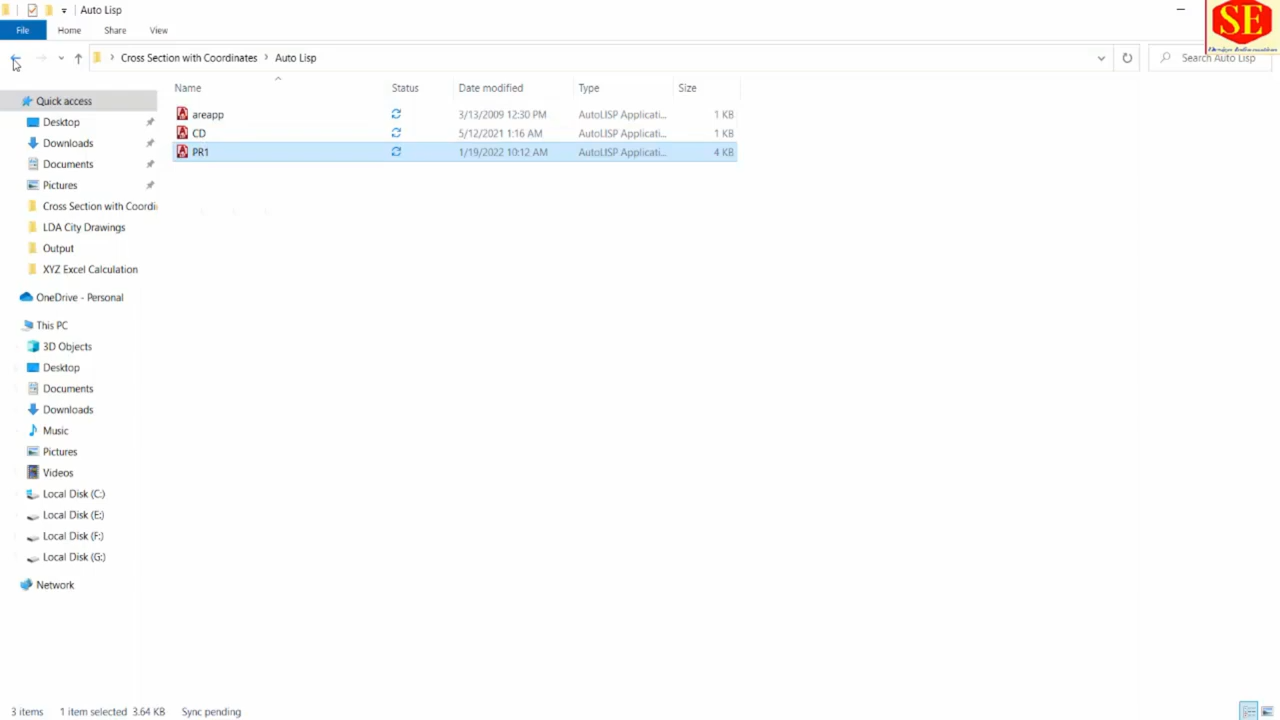 Auto Lisp
File Home Share View
Cross Section with Coordinates Auto Lisp
Search Auto Lisp
SE
Name Status Date modified Type Size
areapp 3/13/2009 12:30 PM AutoLISP Applicati... 1 KB
CD 5/12/2021 1:16 AM AutoLISP Applicati... 1 KB
PR1 1/19/2022 10:12 AM AutoLISP Applicati... 4 KB
Quick access
Desktop
Downloads
Documents
Pictures
Cross Section with Coordi
LDA City Drawings
Output
XYZ Excel Calculation
OneDrive - Personal
This PC
3D Objects
Desktop
Documents
Downloads
Music
Pictures
Videos
Local Disk (C:)
Local Disk (E:)
Local Disk (F:)
Local Disk (G:)
Network
3 items 1 item selected 3.64 KB Sync pending